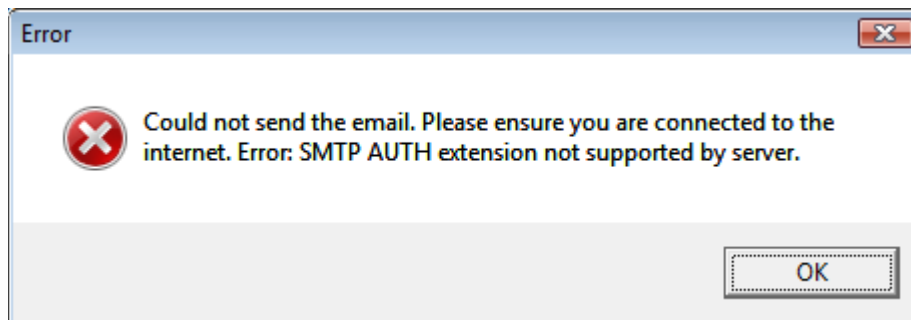 Error
Could not send the email. Please ensure you are connected to the
internet. Error: SMTP AUTH extension not supported by server.
OK